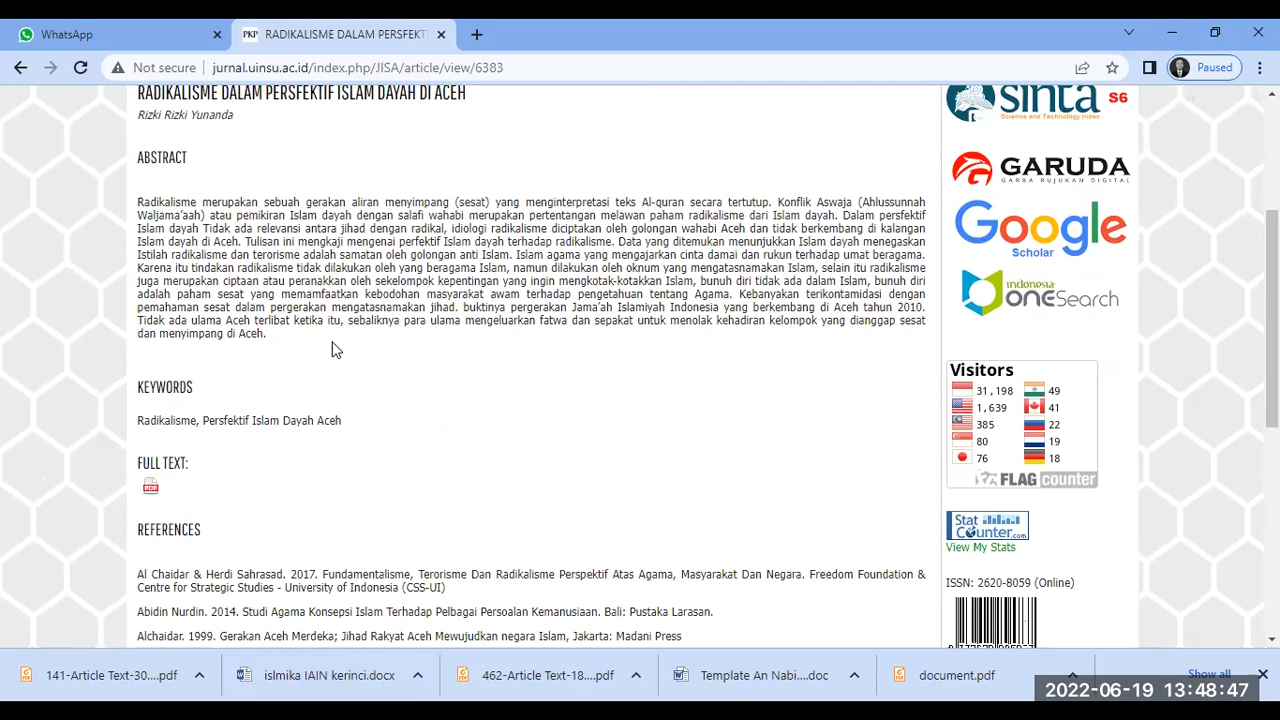 WhatsApp
PKP RADIKALISME DALAM PERSFEKTI
Not secure jurnal.uinsu.ac.id/index.php/JISA/article/view/6383
Paused
RADIKALISME DALAM PERSFEKTIF ISLAM DAYAH DI ACEH
Rizki Rizki Yunanda
ABSTRACT
Radikalisme merupakan sebuah gerakan aliran menyimpang (sesat) yang menginterpretasi teks Al-quran secara tertutup. Konflik Aswaja (Ahlussunnah
Waljama'aah) atau pemikiran Islam dayah dengan salafi wahabi merupakan pertentangan melawan paham radikalisme dari Islam dayah. Dalam persfektif
Islam dayah Tidak ada relevansi antara jihad dengan radikal, idiologi radikalisme diciptakan oleh golongan wahabi Aceh dan tidak berkembang di kalangan
Islam dayah di Aceh. Tulisan ini mengkaji mengenai perfektif Islam dayah terhadap radikalisme. Data yang ditemukan menunjukkan Islam dayah menegaskan
Istilah radikalisme dan terorisme adalah buatan oleh golongan anti Islam. Islam agama yang mengajarkan cinta damai dan rukun terhadap umat beragama.
Karena itu tindakan radikalisme tidak dilakukan oleh yang beragama Islam, namun dilakukan oleh oknum yang mengatasnamakan Islam, selain itu radikalisme
juga merupakan ciptaan atau peranakkan oleh sekelompok kepentingan yang ingin mengkotak-kotakkan Islam, bunuh diri tidak ada dalam Islam, bunuh diri
adalah paham sesat yang memamfaatkan kebodohan masyarakat awam terhadap pengetahuan tentang Agama. Kebanyakan terikontamidasi dengan
pemahaman sesat dalam pergerakan mengatasnamakan jihad. buktinya pergerakan Jama'ah Islamiyah Indonesia yang berkembang di Aceh tahun 2010.
Tidak ada ulama Aceh terlibat ketika itu, sebaliknya para ulama mengeluarkan fatwa dan sepakat untuk menolak kehadiran kelompok yang dianggap sesat
dan menyimpang di Aceh.
KEYWORDS
Radikalisme, Persfektif Islam Dayah Aceh
FULL TEXT:
PDF
REFERENCES
Al Chaidar & Herdi Sahrasad. 2017. Fundamentalisme, Terorisme Dan Radikalisme Perspektif Atas Agama, Masyarakat Dan Negara. Freedom Foundation &
Centre for Strategic Studies - University of Indonesia (CSS-UI)
Abidin Nurdin. 2014. Studi Agama Konsepsi Islam Terhadap Pelbagai Persoalan Kemanusiaan. Bali: Pustaka Larasan.
Alchaidar. 1999. Gerakan Aceh Merdeka; Jihad Rakyat Aceh Mewujudkan negara Islam, Jakarta: Madani Press
sinta S6
Science and Technology Index
GARUDA
GARBA RUJUKAN DIGITAL
Google
Scholar
indonesia
ONESearch
Visitors
31,198 49
1,639 41
385 22
80 19
76 18
FLAG counter
Stat
Counter.com
View My Stats
ISSN: 2620-8059 (Online)
141-Article Text-30....pdf
islmika IAIN kerinci.docx
462-Article Text-18....pdf
Template An Nabi....doc
document.pdf
Show all
2022-06-19 13:48:47